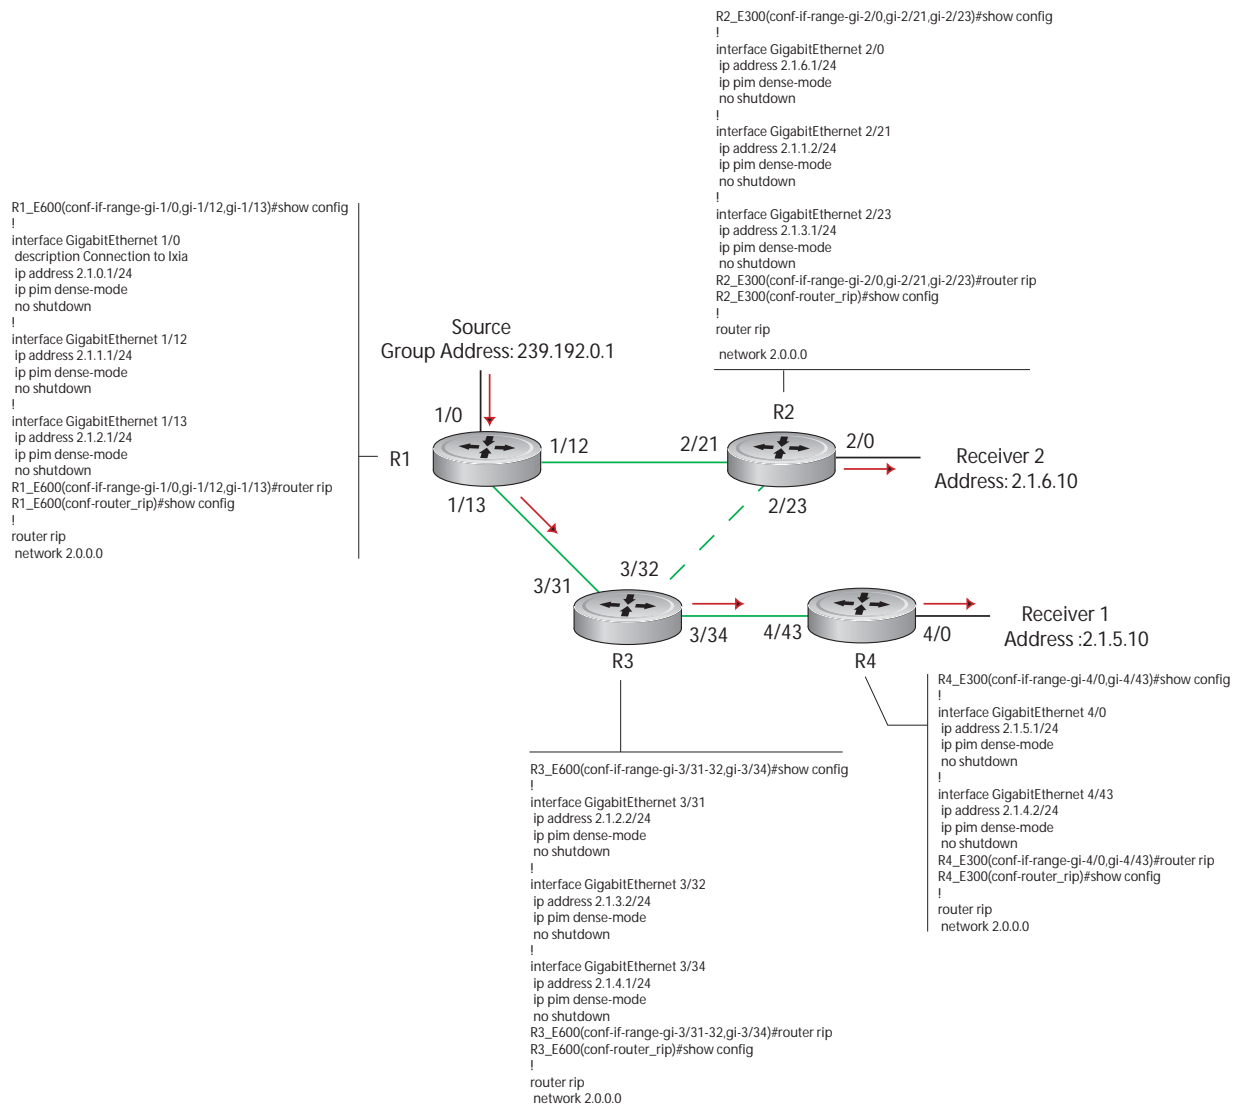 R2_E300(conf-if-range-gi-2/0,gi-2/21,gi-2/23)#show config
!
interface GigabitEthernet 2/0
ip address 2.1.6.1/24
ip pim dense-mode
no shutdown
!
interface GigabitEthernet 2/21
ip address 2.1.1.2/24
ip pim dense-mode
no shutdown
!
interface GigabitEthernet 2/23
ip address 2.1.3.1/24
ip pim dense-mode
no shutdown
R2_E300(conf-if-range-gi-2/0,gi-2/21,gi-2/23)#router rip
R2_E300(conf-router_rip)#show config
!
router rip
network 2.0.0.0
R1_E600(conf-if-range-gi-1/0,gi-1/12,gi-1/13)#show config
!
interface GigabitEthernet 1/0
description Connection to Ixia
ip address 2.1.0.1/24
ip pim dense-mode
no shutdown
!
interface GigabitEthernet 1/12
ip address 2.1.1.1/24
ip pim dense-mode
no shutdown
!
interface GigabitEthernet 1/13
ip address 2.1.2.1/24
ip pim dense-mode
no shutdown
R1_E600(conf-if-range-gi-1/0,gi-1/12,gi-1/13)#router rip
R1_E600(conf-router_rip)#show config
!
router rip
network 2.0.0.0
Source
Group Address: 239.192.0.1
1/0
R1
1/12
1/13
2/21
R2
2/0
2/23
Receiver 2
Address: 2.1.6.10
3/31
3/32
3/34
R3
4/43
R4
4/0
Receiver 1
Address :2.1.5.10
R4_E300(conf-if-range-gi-4/0,gi-4/43)#show config
!
interface GigabitEthernet 4/0
ip address 2.1.5.1/24
ip pim dense-mode
no shutdown
!
interface GigabitEthernet 4/43
ip address 2.1.4.2/24
ip pim dense-mode
no shutdown
R4_E300(conf-if-range-gi-4/0,gi-4/43)#router rip
R4_E300(conf-router_rip)#show config
!
router rip
network 2.0.0.0
R3_E600(conf-if-range-gi-3/31-32,gi-3/34)#show config
!
interface GigabitEthernet 3/31
ip address 2.1.2.2/24
ip pim dense-mode
no shutdown
!
interface GigabitEthernet 3/32
ip address 2.1.3.2/24
ip pim dense-mode
no shutdown
!
interface GigabitEthernet 3/34
ip address 2.1.4.1/24
ip pim dense-mode
no shutdown
R3_E600(conf-if-range-gi-3/31-32,gi-3/34)#router rip
R3_E600(conf-router_rip)#show config
!
router rip
network 2.0.0.0